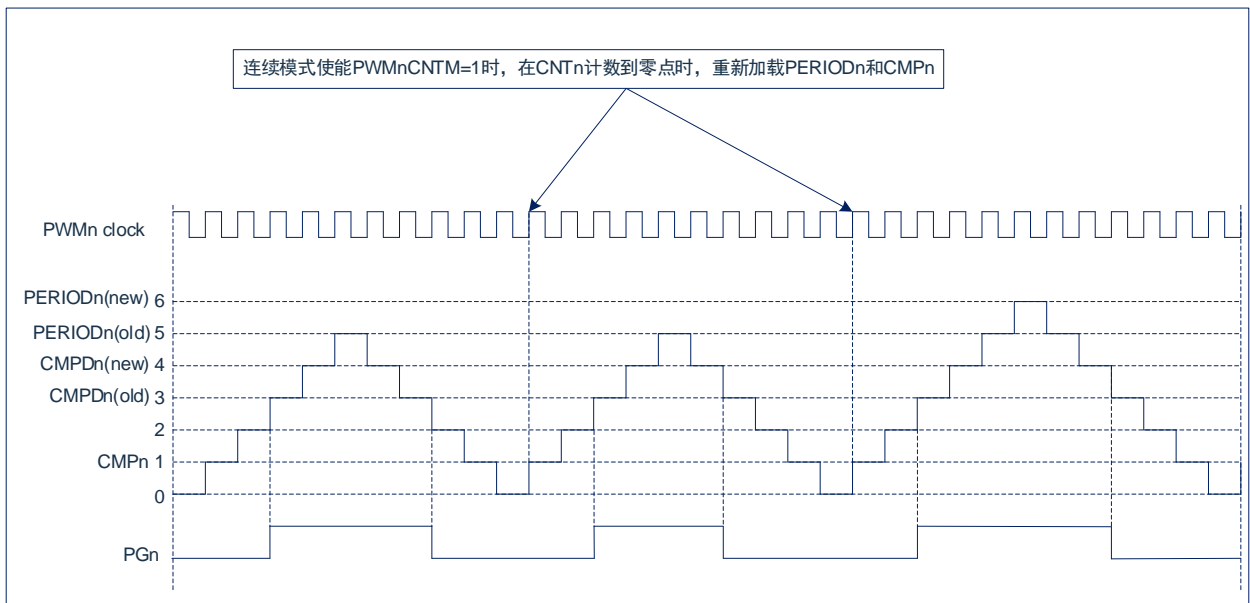 连续模式使能PWMnCNTM=1时，在CNTn计数到零点时，重新加载PERIODn和CMPn
PWMn clock
PERIODn(new) 6
PERIODn(old) 5
CMPDn(new) 4
CMPDn(old) 3
2
CMPn 1
0
PGn